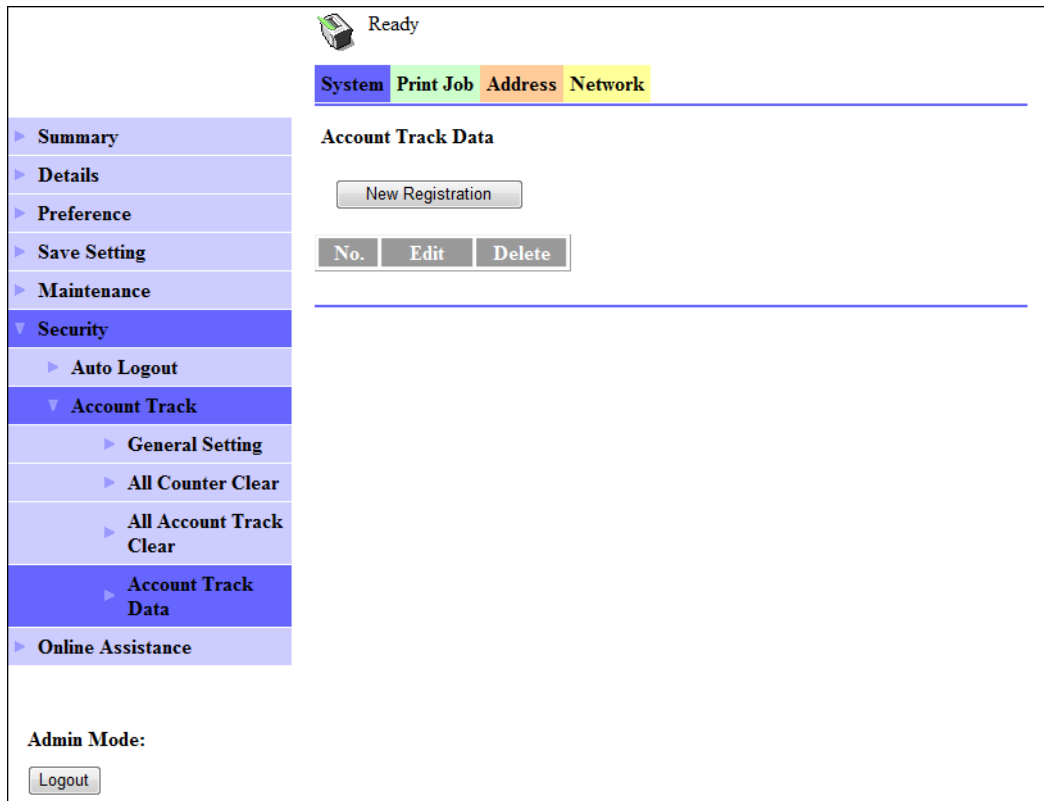 Ready
System Print Job Address Network
Summary
Details
Preference
Save Setting
Maintenance
Security
Auto Logout
Account Track
General Setting
All Counter Clear
All Account Track
Clear
Account Track
Data
Online Assistance
Admin Mode:
Logout
Account Track Data
New Registration
No. Edit Delete